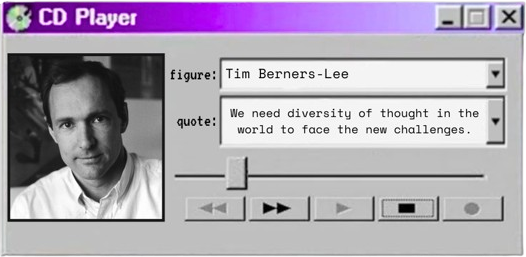 CD Player
figure: Tim Berners-Lee
quote: We need diversity of thought in the
world to face the new challenges.